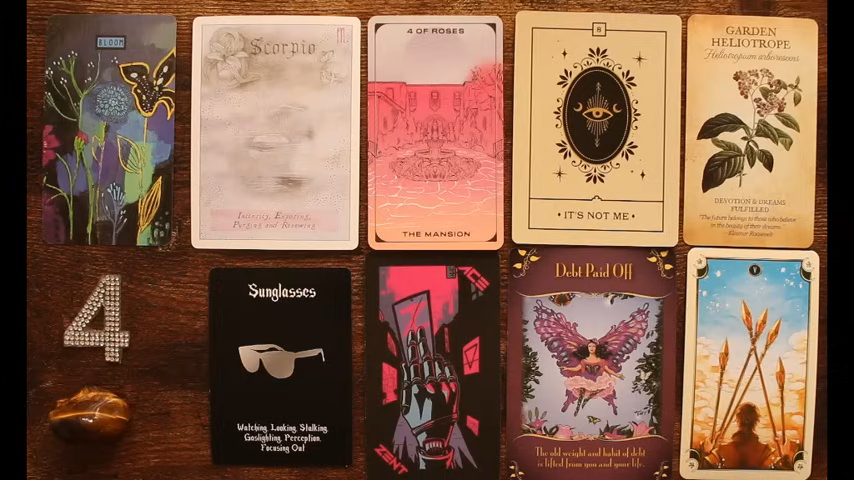 BLOOM
Scorpio
Intensity, Enduring,
Purging and Renewing
4 OF ROSES
THE MANSION
8
IT'S NOT ME
GARDEN
HELIOTROPE
Heliotropium arborescens
DEVOTION & DREAMS
FULFILLED
"The future belongs to those who believe
in the beauty of their dreams."
Eleanor Roosevelt
4
Sunglasses
Watching, Looking, Stalking,
Gaslighting, Perception,
Focusing Out
ACE
ZENT
Debt Paid Off
The old weight and habit of debt
is lifted from you and your life.
V